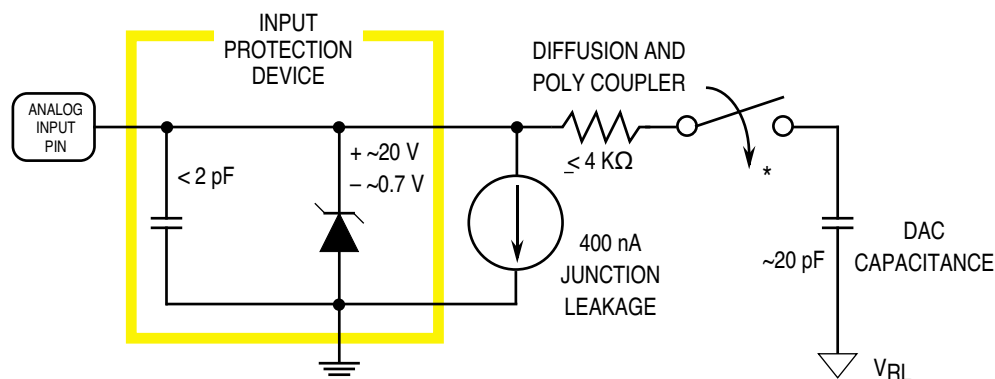 INPUT
PROTECTION
DEVICE
DIFFUSION AND
POLY COUPLER
ANALOG
INPUT
PIN
+ ~20 V
– ~0.7 V
< 2 pF
≤ 4 KΩ
*
400 nA
JUNCTION
LEAKAGE
~20 pF
DAC
CAPACITANCE
VRL